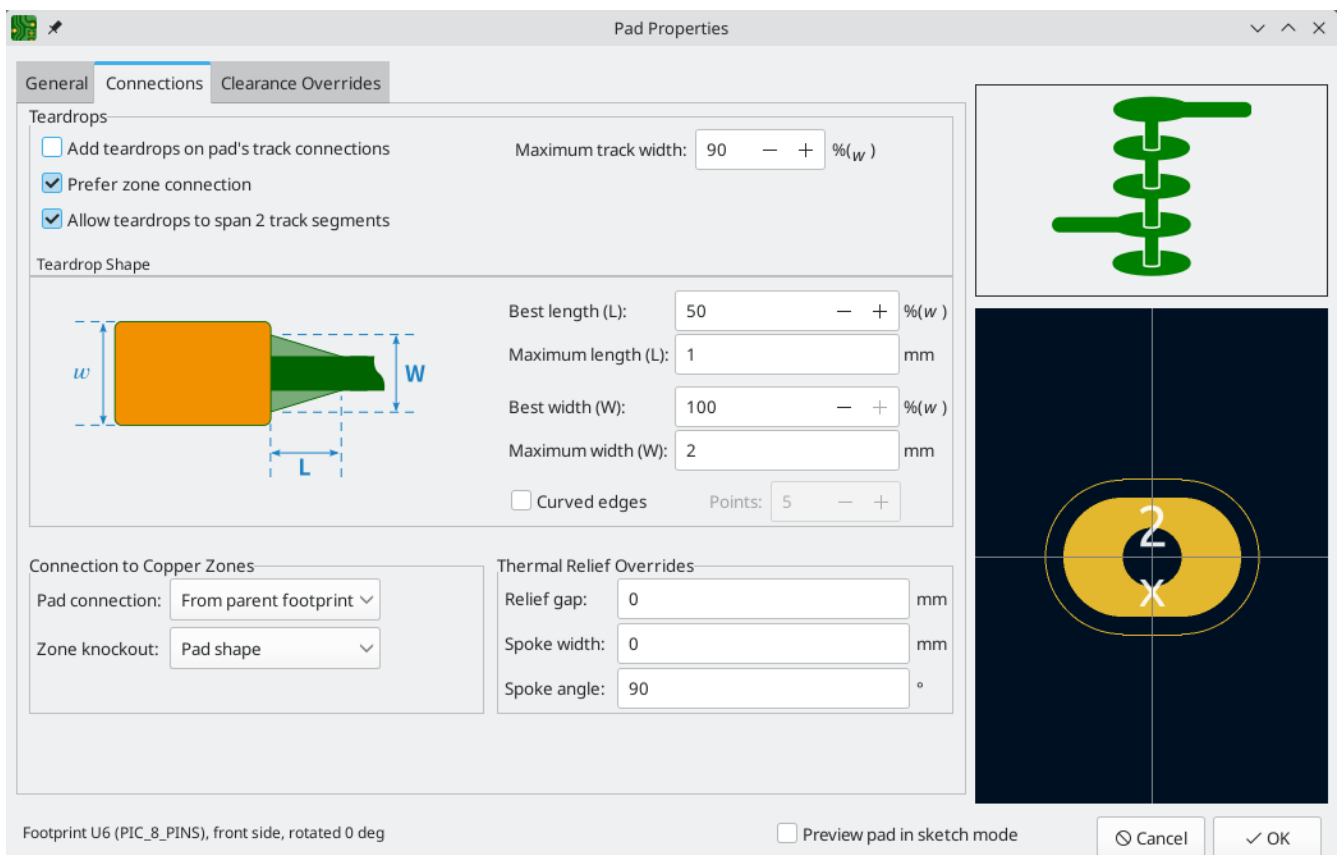 Pad Properties
General Connections Clearance Overrides
Teardrops
Add teardrops on pad's track connections
Maximum track width: 90 %(w )
Prefer zone connection
Allow teardrops to span 2 track segments
Teardrop Shape
Best length (L): 50 %(w )
Maximum length (L): 1 mm
w W
Best width (W): 100 %(w )
Maximum width (W): 2 mm
L
Curved edges Points: 5
Connection to Copper Zones
Pad connection: From parent footprint
Zone knockout: Pad shape
Thermal Relief Overrides
Relief gap: 0 mm
Spoke width: 0 mm
Spoke angle: 90 °
2
x
Footprint U6 (PIC_8_PINS), front side, rotated 0 deg
Preview pad in sketch mode
Cancel OK